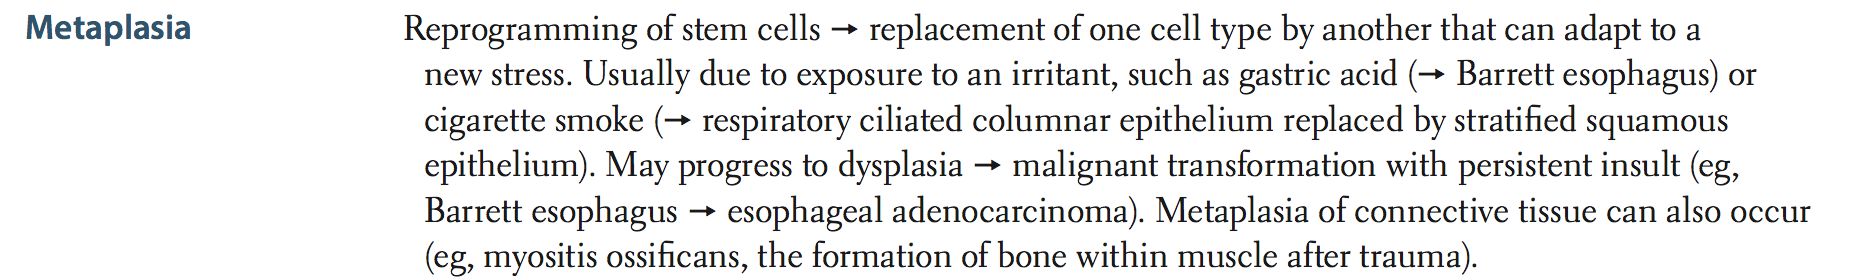 Metaplasia
Reprogramming of stem cells → replacement of one cell type by another that can adapt to a
new stress. Usually due to exposure to an irritant, such as gastric acid (→ Barrett esophagus) or
cigarette smoke (→ respiratory ciliated columnar epithelium replaced by stratified squamous
epithelium). May progress to dysplasia → malignant transformation with persistent insult (eg,
Barrett esophagus → esophageal adenocarcinoma). Metaplasia of connective tissue can also occur
(eg, myositis ossificans, the formation of bone within muscle after trauma).